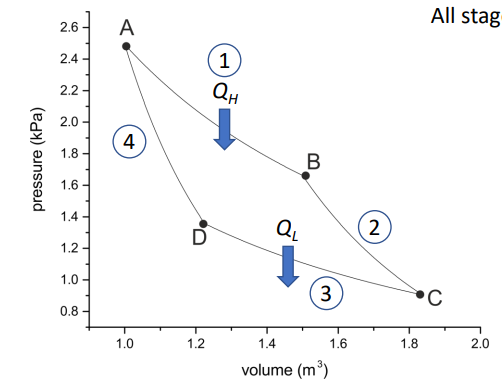 All stag
A
1
Q_H
B
4
2
D
Q_L
3
C
pressure (kPa)
2.6
2.4
2.2
2.0
1.8
1.6
1.4
1.2
1.0
0.8
1.0 1.2 1.4 1.6 1.8 2.0
volume (m³)